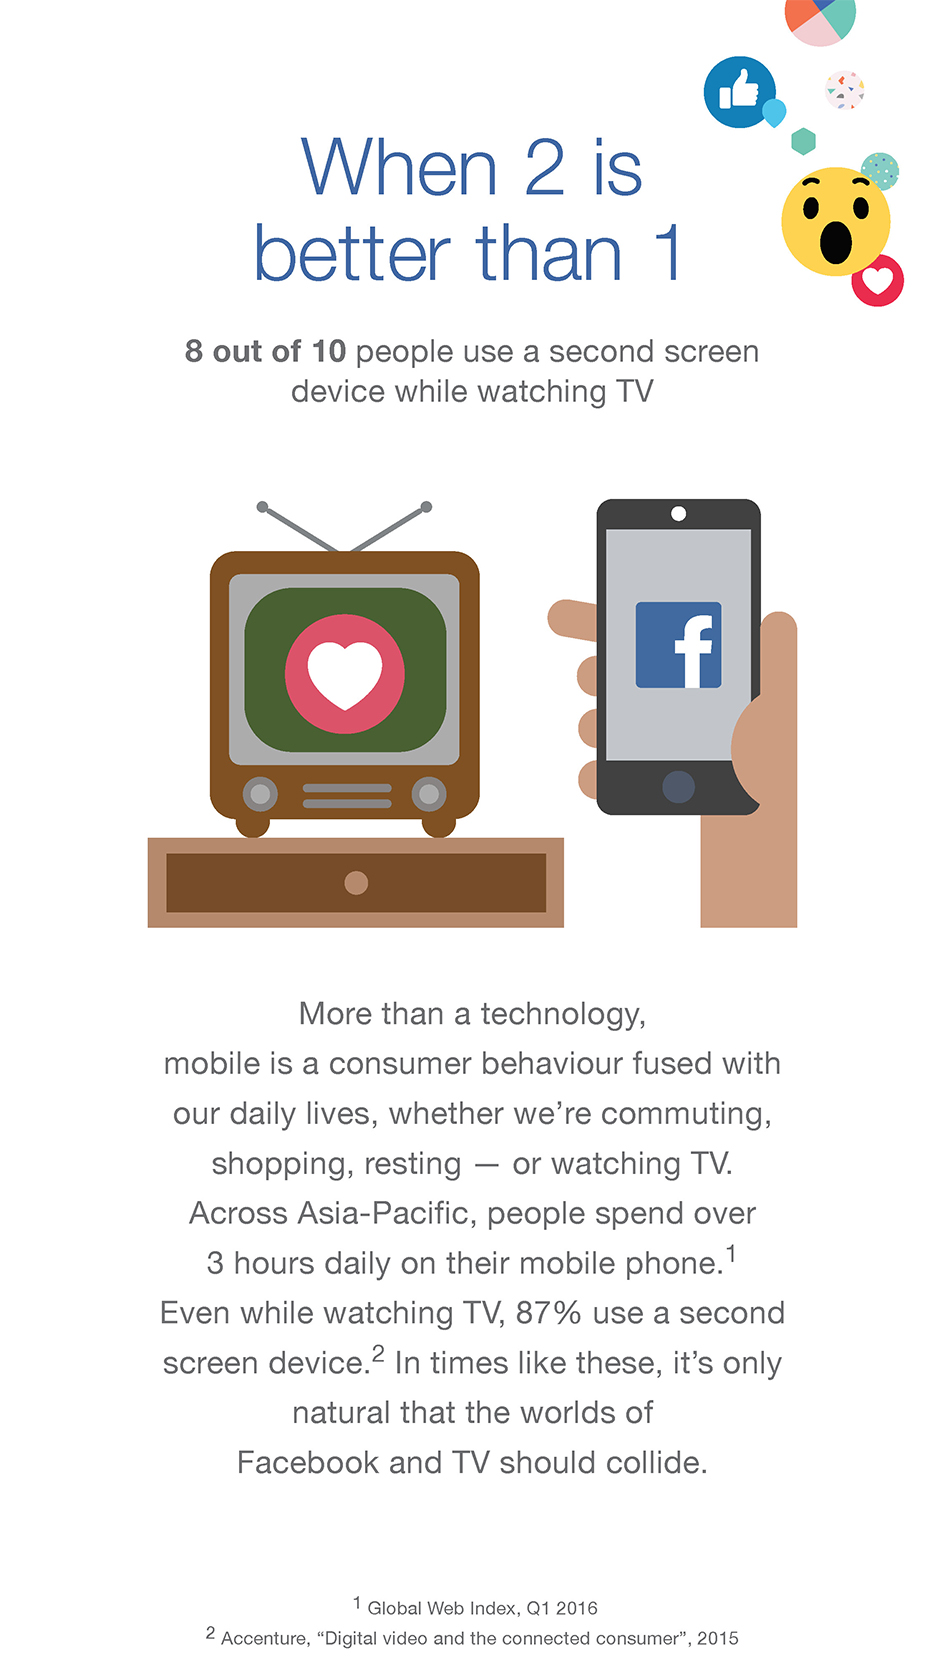 When 2 is
better than 1
8 out of 10 people use a second screen
device while watching TV
f
More than a technology,
mobile is a consumer behaviour fused with
our daily lives, whether we’re commuting,
shopping, resting — or watching TV.
Across Asia-Pacific, people spend over
3 hours daily on their mobile phone.1
Even while watching TV, 87% use a second
screen device.2 In times like these, it’s only
natural that the worlds of
Facebook and TV should collide.
1 Global Web Index, Q1 2016
2 Accenture, “Digital video and the connected consumer”, 2015